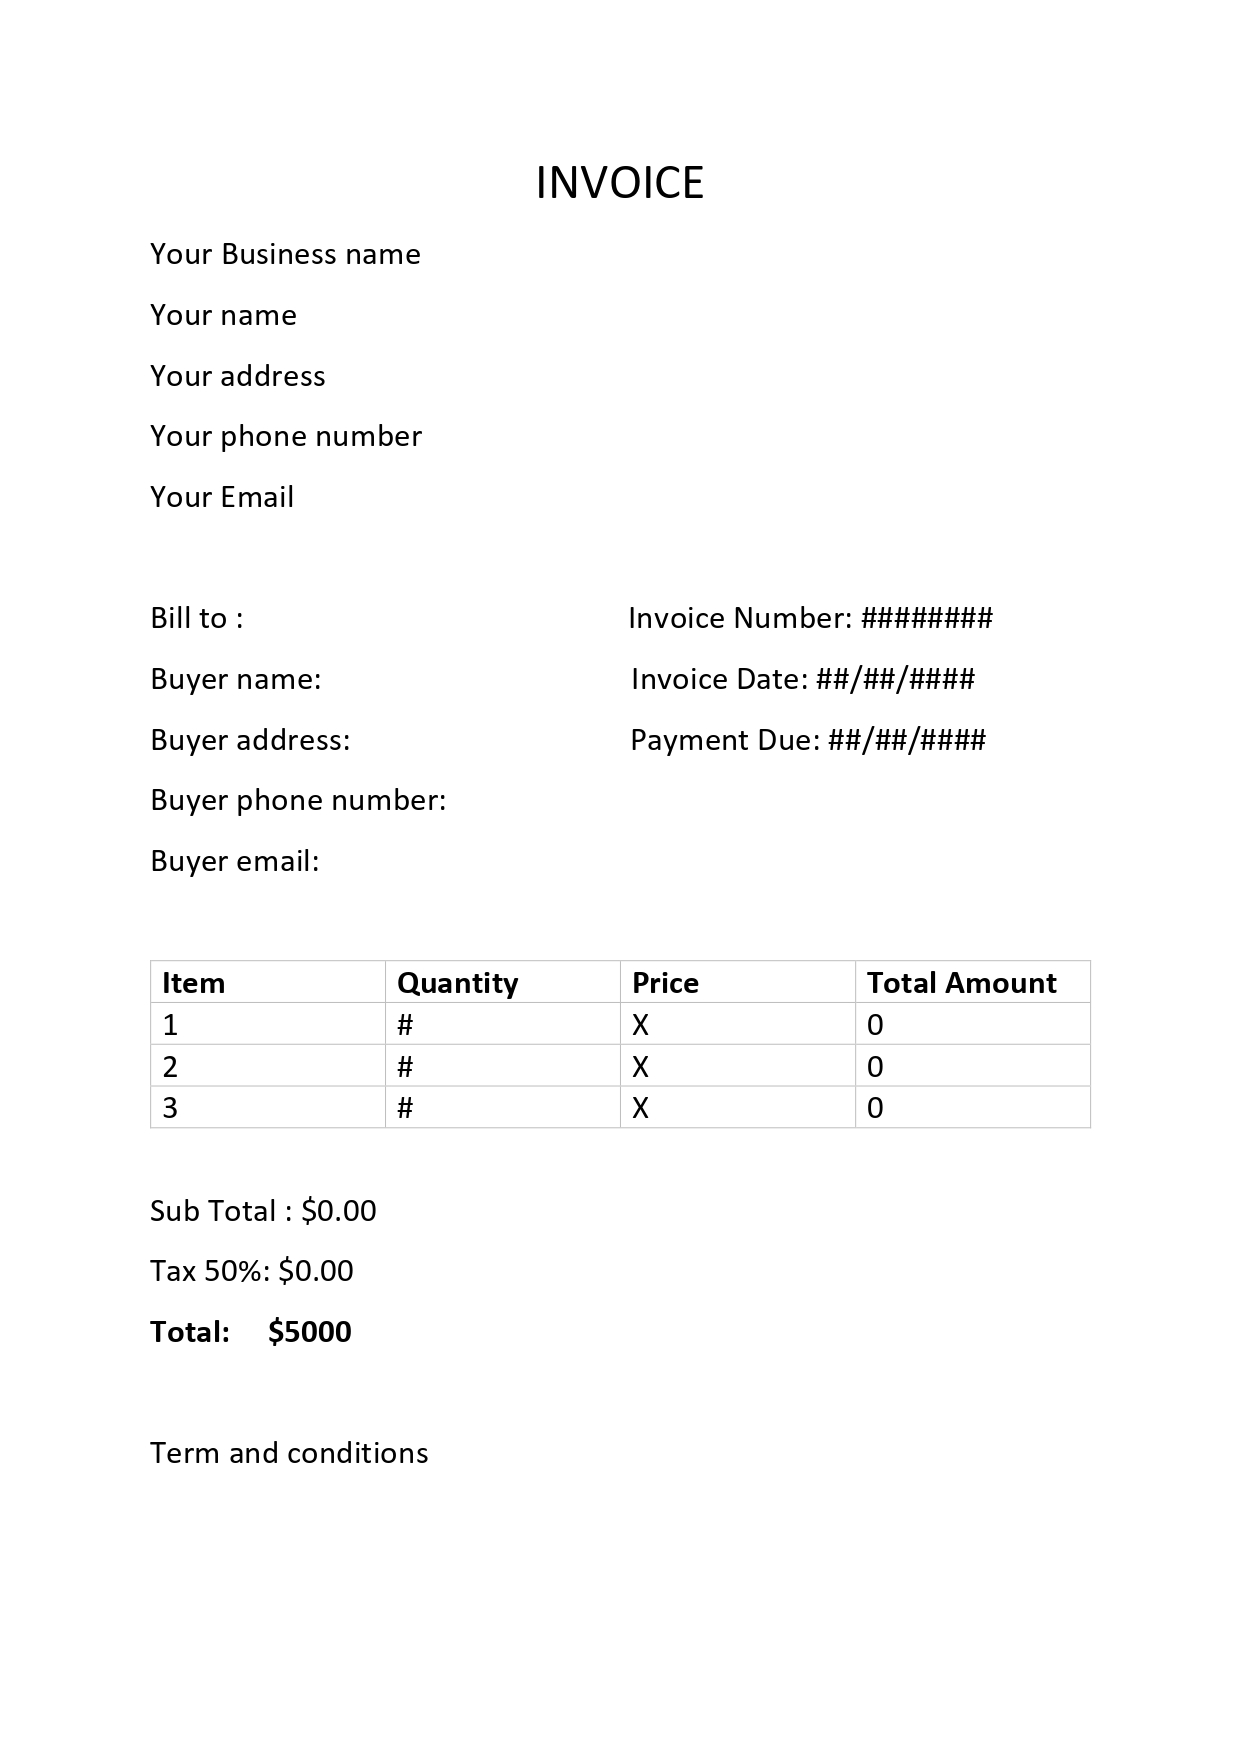 INVOICE
Your Business name
Your name
Your address
Your phone number
Your Email
Bill to : Invoice Number: ########
Buyer name: Invoice Date: ##/##/####
Buyer address: Payment Due: ##/##/####
Buyer phone number:
Buyer email:
Item Quantity Price Total Amount
1 # X 0
2 # X 0
3 # X 0
Sub Total : $0.00
Tax 50%: $0.00
Total: $5000
Term and conditions